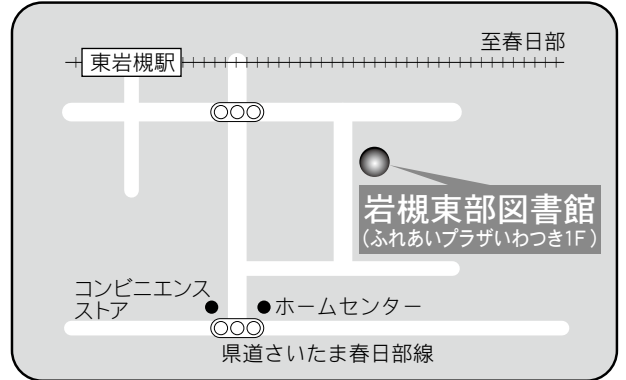 至春日部
東岩槻駅
岩槻東部図書館
(ふれあいプラザいわつき1F)
コンビニエンス
ストア
ホームセンター
県道さいたま春日部線